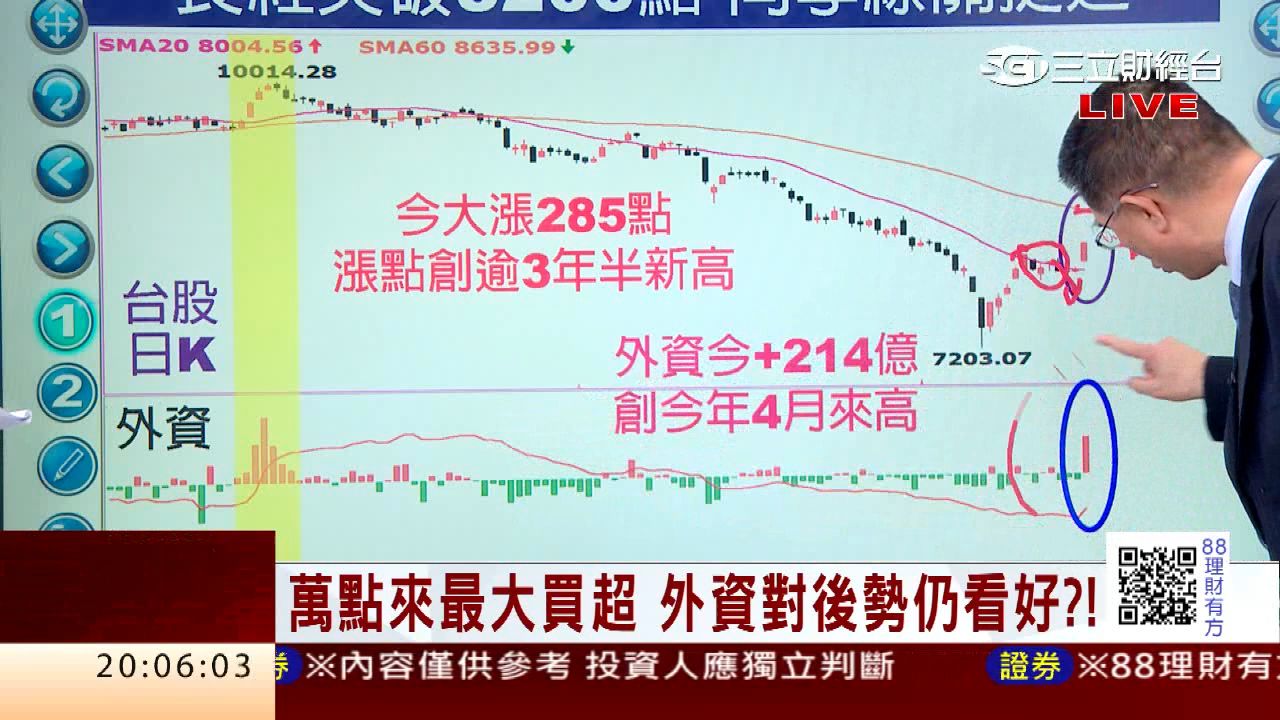 SMA20 8004.56 SMA60 8635.99
10014.28
三立財經台
LIVE
今大漲285點
漲點創逾3年半新高
台股
日K
外資今+214億
7203.07
創今年4月來高
外資
1
2
88理財有方
萬點來最大買超 外資對後勢仍看好?!
20:06:03
券 ※內容僅供參考 投資人應獨立判斷 證券 ※88理財有